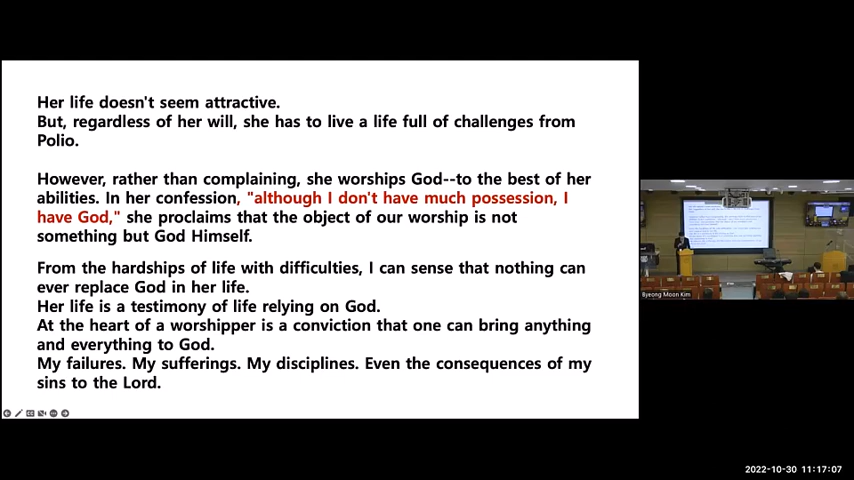 Her life doesn't seem attractive.
But, regardless of her will, she has to live a life full of challenges from
Polio.
However, rather than complaining, she worships God--to the best of her
abilities. In her confession, "although I don't have much possession, I
have God," she proclaims that the object of our worship is not
something but God Himself.
From the hardships of life with difficulties, I can sense that nothing can
ever replace God in her life.
Her life is a testimony of life relying on God.
At the heart of a worshipper is a conviction that one can bring anything
and everything to God.
My failures. My sufferings. My disciplines. Even the consequences of my
sins to the Lord.
Byeong Moon Kim
2022-10-30 11:17:07